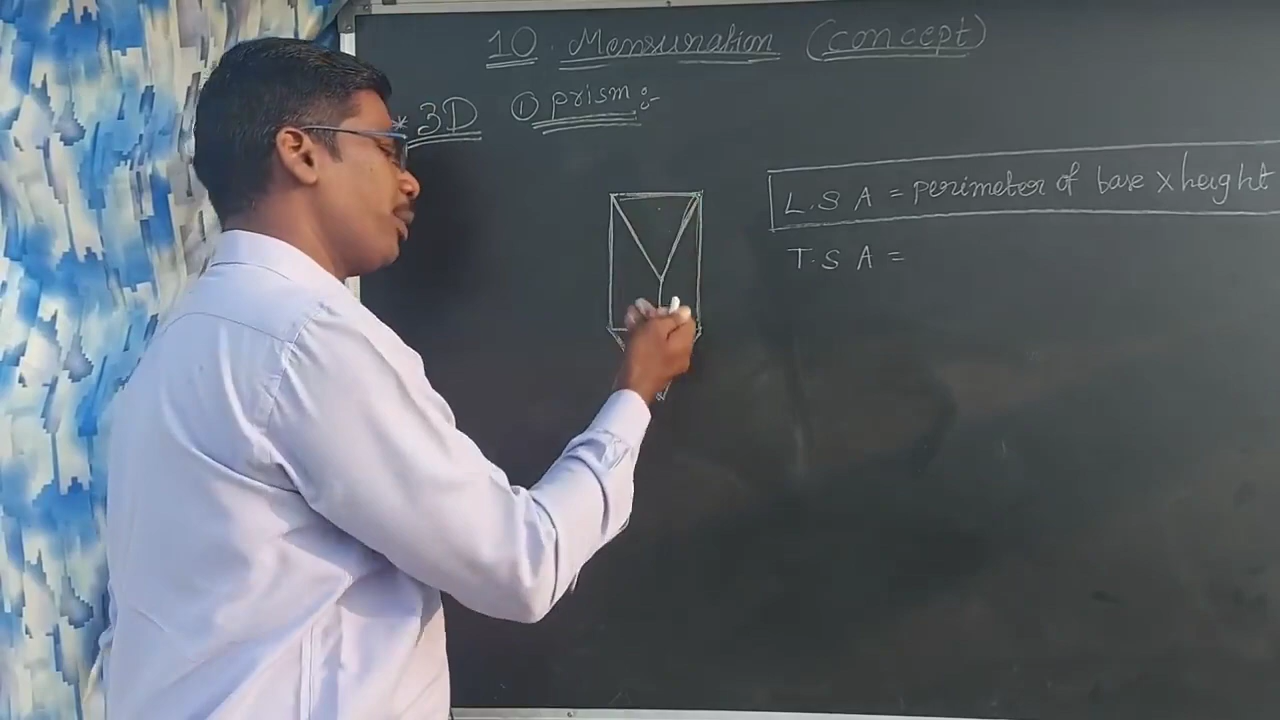 10. Mensuration (concept)
* 3D ① prism :-
L.S A = perimeter of base x height
T.S A =